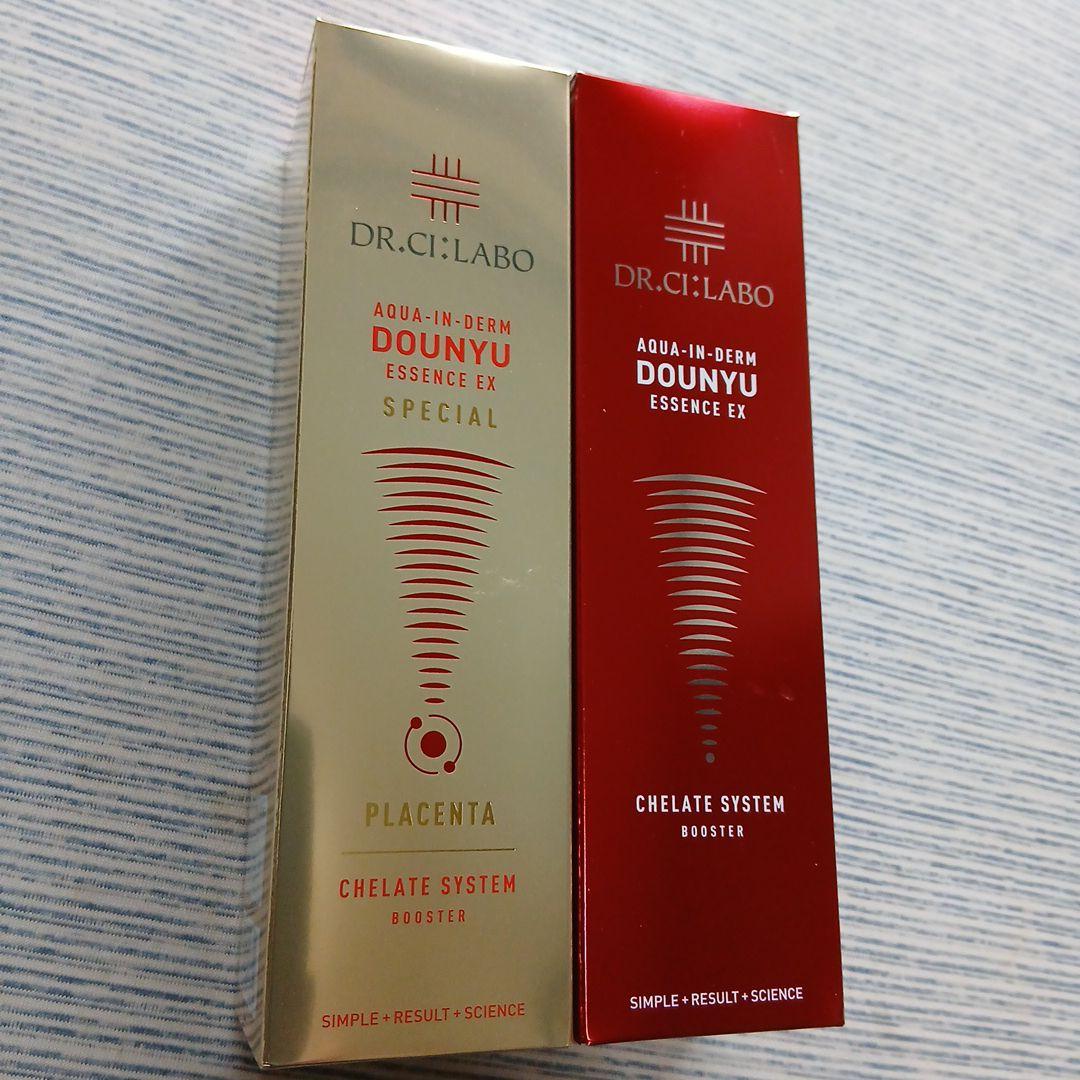 DR.CI:LABO
AQUA-IN-DERM
DOUNYU
ESSENCE EX
SPECIAL
PLACENTA
CHELATE SYSTEM
BOOSTER
SIMPLE+RESULT+SCIENCE
DR.CI:LABO
AQUA-IN-DERM
DOUNYU
ESSENCE EX
CHELATE SYSTEM
BOOSTER
SIMPLE+RESULT+SCIENCE